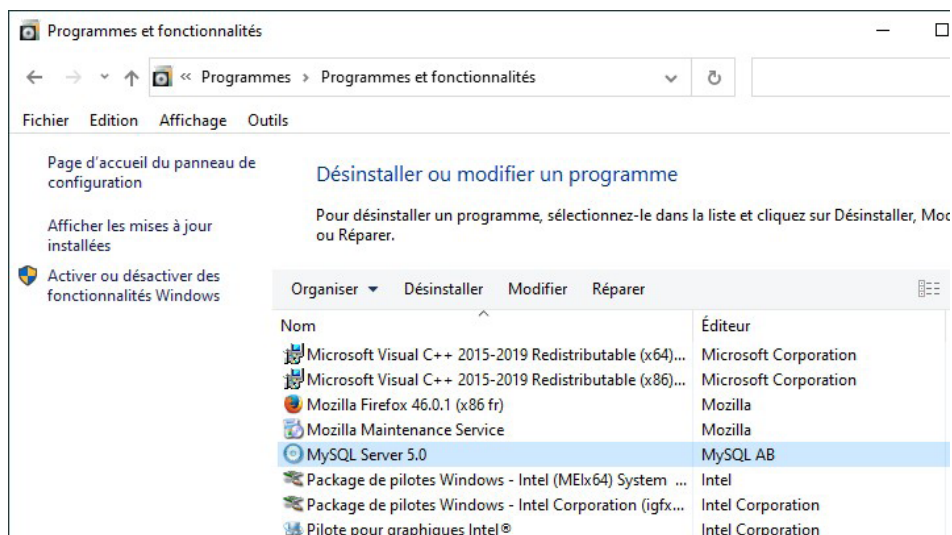 Programmes et fonctionnalités
« Programmes › Programmes et fonctionnalités
Fichier Edition Affichage Outils
Page d'accueil du panneau de
configuration
Afficher les mises à jour
installées
Activer ou désactiver des
fonctionnalités Windows
Désinstaller ou modifier un programme
Pour désinstaller un programme, sélectionnez-le dans la liste et cliquez sur Désinstaller, Mod
ou Réparer.
Organiser Désinstaller Modifier Réparer
Nom Éditeur
Microsoft Visual C++ 2015-2019 Redistributable (x64)... Microsoft Corporation
Microsoft Visual C++ 2015-2019 Redistributable (x86)... Microsoft Corporation
Mozilla Firefox 46.0.1 (x86 fr) Mozilla
Mozilla Maintenance Service Mozilla
MySQL Server 5.0 MySQL AB
Package de pilotes Windows - Intel (MEIx64) System ... Intel
Package de pilotes Windows - Intel Corporation (igfx... Intel Corporation
Pilote pour graphiques Intel® Intel Corporation